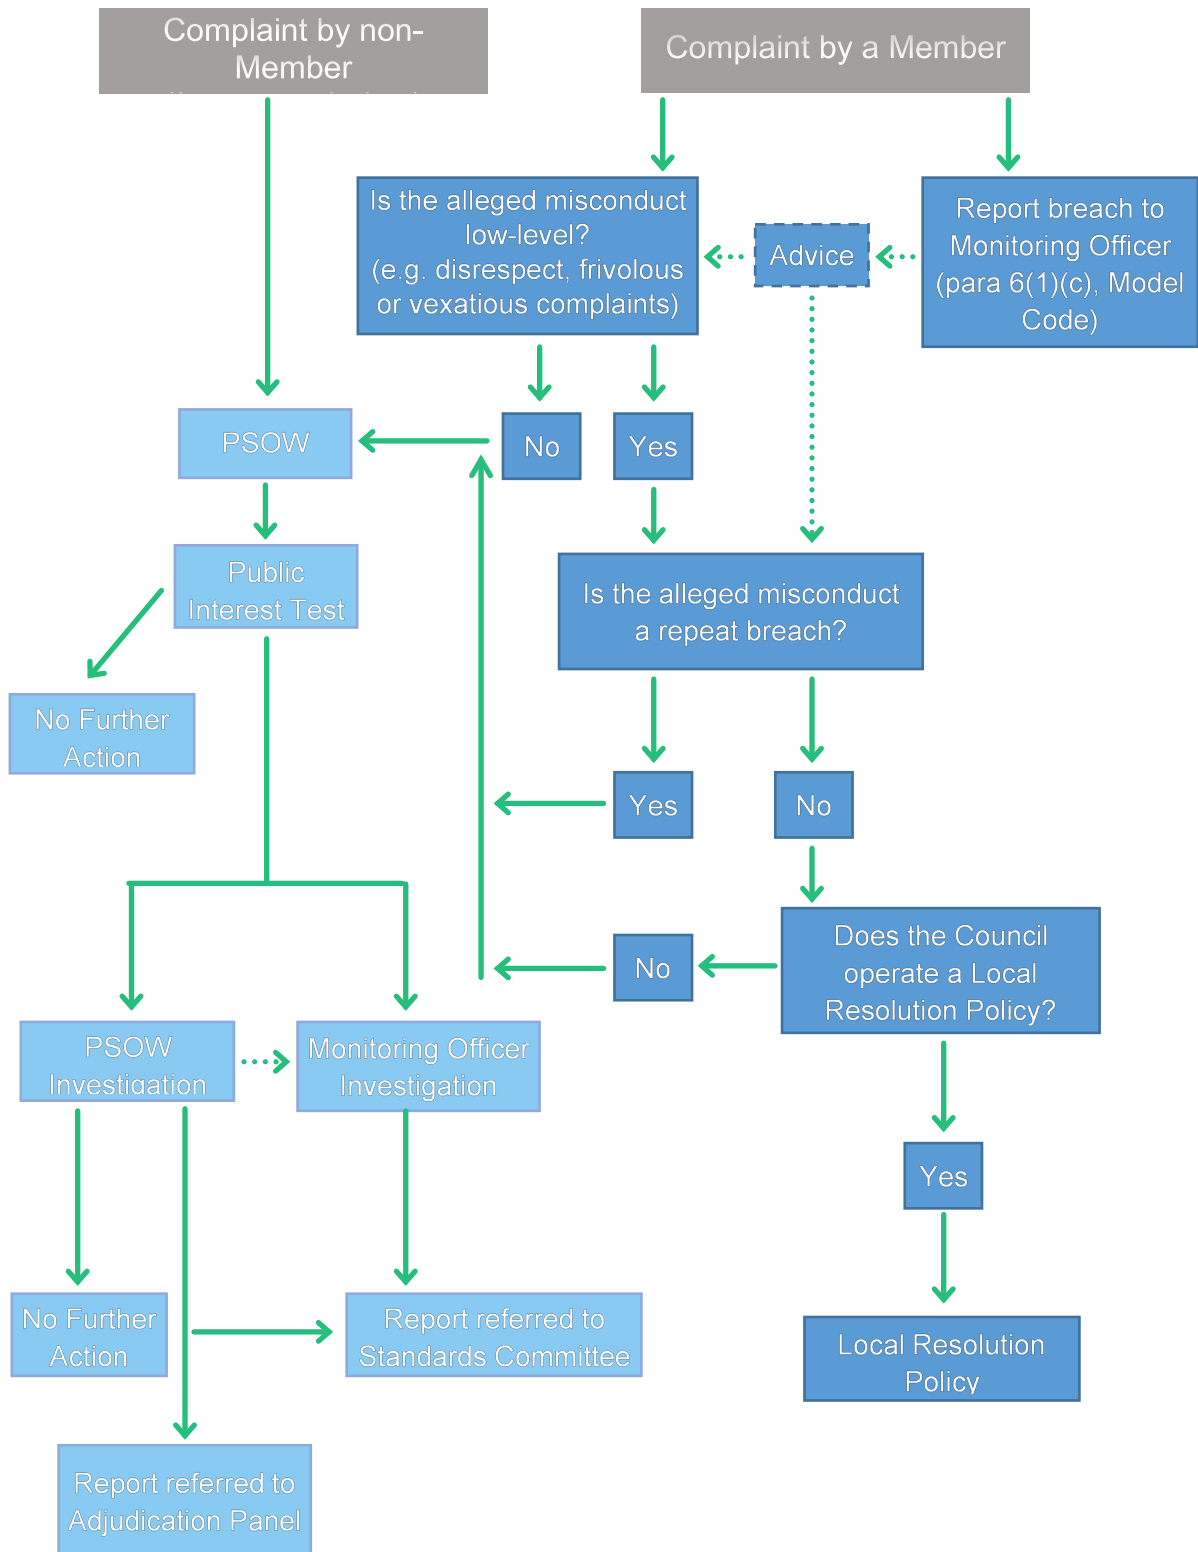 Complaint by non-
Member
Complaint by a Member
Is the alleged misconduct
low-level?
(e.g. disrespect, frivolous
or vexatious complaints)
Advice
Report breach to
Monitoring Officer
(para 6(1)(c), Model
Code)
PSOW
No
Yes
Public
Interest Test
Is the alleged misconduct
a repeat breach?
No Further
Action
Yes
No
Does the Council
operate a Local
Resolution Policy?
No
PSOW
Investigation
Monitoring Officer
Investigation
Yes
No Further
Action
Report referred to
Standards Committee
Local Resolution
Policy
Report referred to
Adjudication Panel